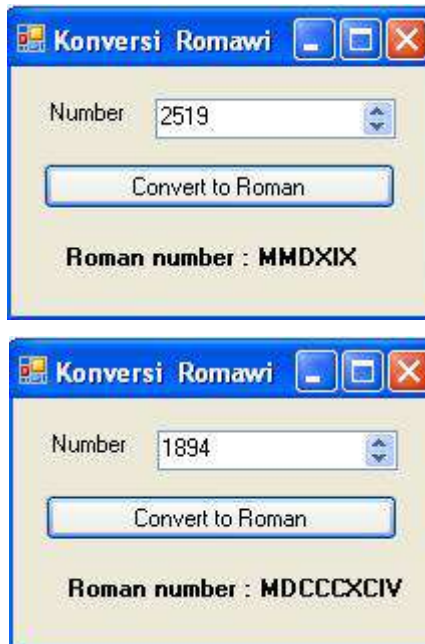 Konversi Romawi
Number 2519
Convert to Roman
Roman number : MMDXIX
Konversi Romawi
Number 1894
Convert to Roman
Roman number : MDCCCXCIV